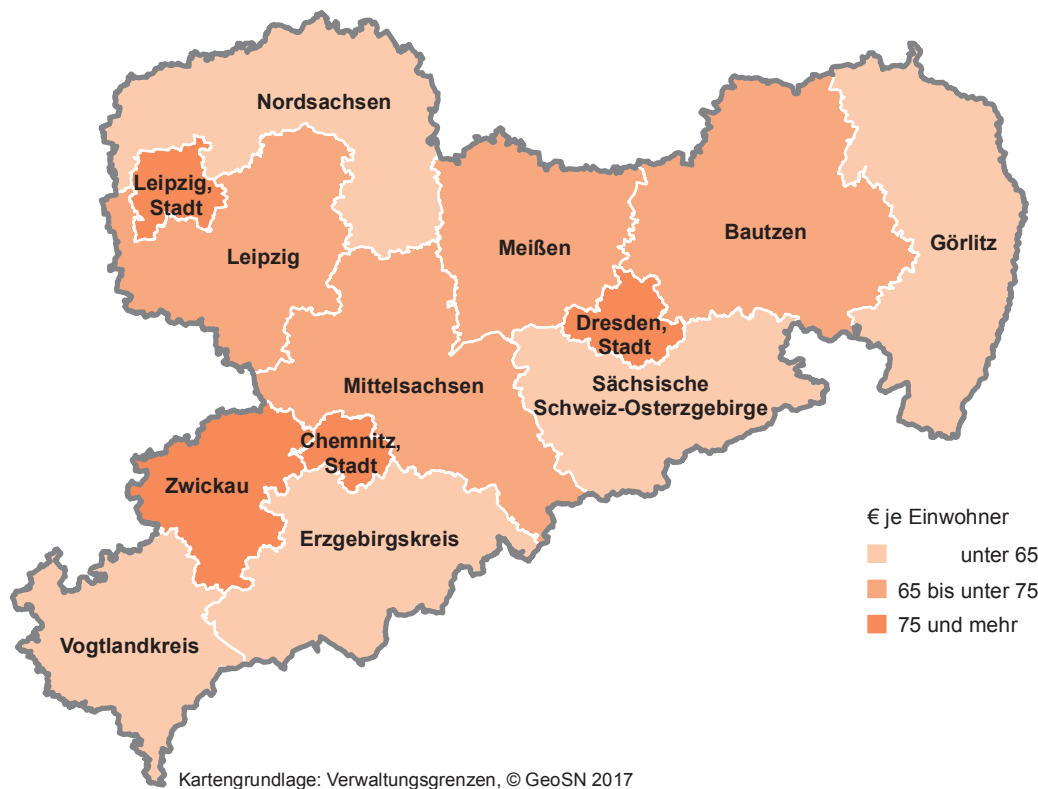 Nordsachsen
Leipzig,
Stadt
Leipzig
Meißen
Bautzen
Görlitz
Dresden,
Stadt
Mittelsachsen
Sächsische
Schweiz-Osterzgebirge
Chemnitz,
Stadt
Zwickau
Erzgebirgskreis
Vogtlandkreis
€ je Einwohner
unter 65
65 bis unter 75
75 und mehr
Kartengrundlage: Verwaltungsgrenzen, © GeoSN 2017